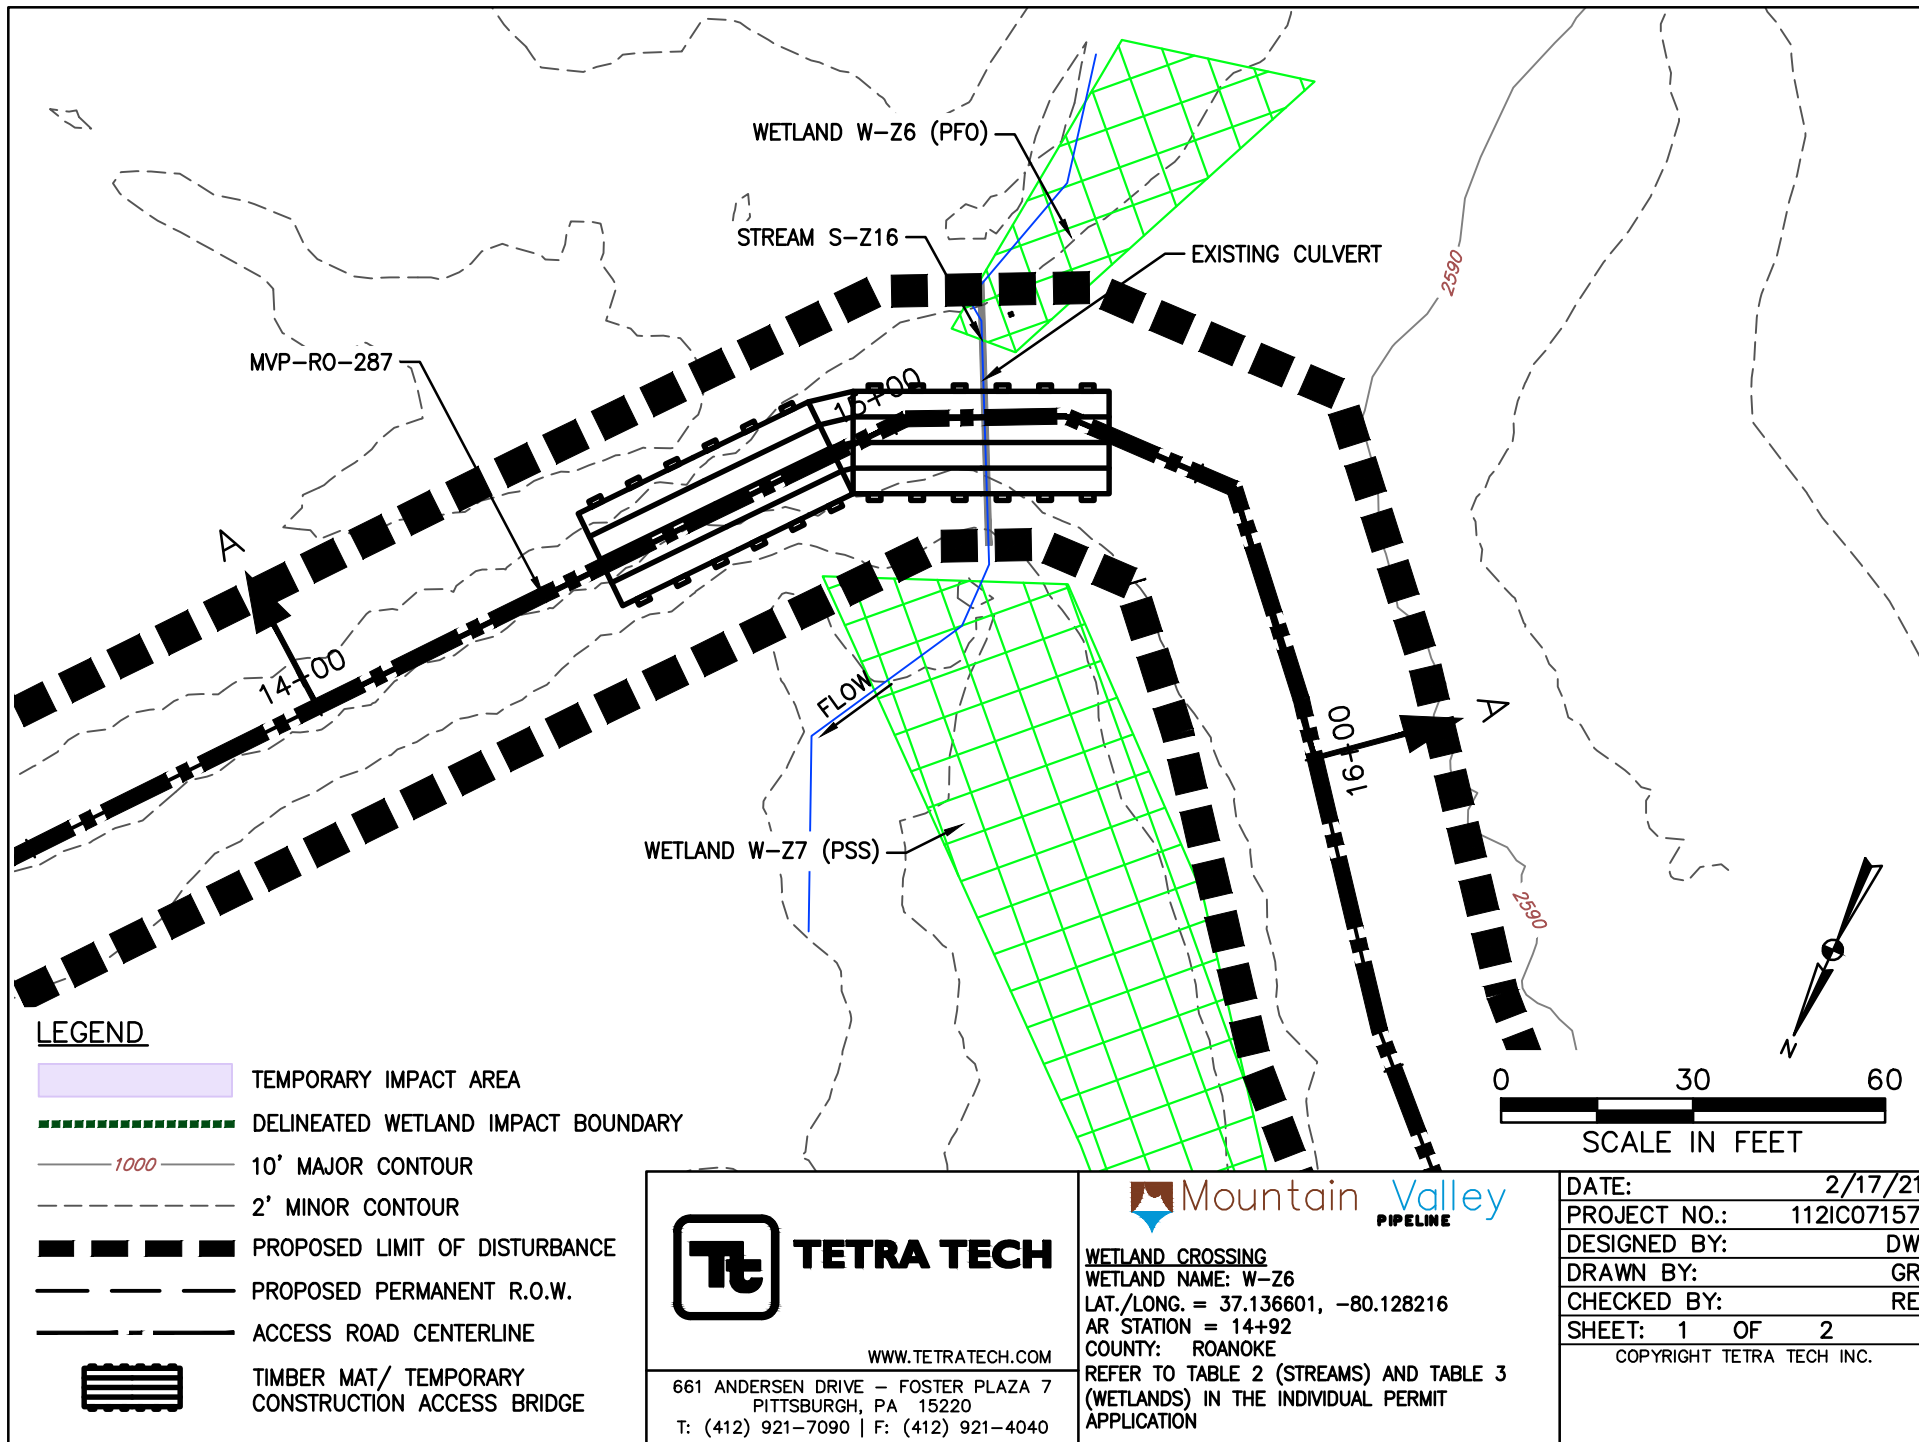 WETLAND W-Z6 (PFO)
STREAM S-Z16
EXISTING CULVERT
2590
MVP-RO-287
15+00
A
14+00
FLOW
A
16+00
WETLAND W-Z7 (PSS)
2590
N
LEGEND
TEMPORARY IMPACT AREA
DELINEATED WETLAND IMPACT BOUNDARY
1000
10' MAJOR CONTOUR
2' MINOR CONTOUR
PROPOSED LIMIT OF DISTURBANCE
PROPOSED PERMANENT R.O.W.
ACCESS ROAD CENTERLINE
TIMBER MAT/ TEMPORARY
CONSTRUCTION ACCESS BRIDGE
0 30 60
SCALE IN FEET
Tt TETRA TECH
WWW.TETRATECH.COM
661 ANDERSEN DRIVE – FOSTER PLAZA 7
PITTSBURGH, PA 15220
T: (412) 921-7090 | F: (412) 921-4040
Mountain Valley
PIPELINE
WETLAND CROSSING
WETLAND NAME: W-Z6
LAT./LONG. = 37.136601, -80.128216
AR STATION = 14+92
COUNTY: ROANOKE
REFER TO TABLE 2 (STREAMS) AND TABLE 3
(WETLANDS) IN THE INDIVIDUAL PERMIT
APPLICATION
DATE: 2/17/21
PROJECT NO.: 112IC07157
DESIGNED BY: DW
DRAWN BY: GR
CHECKED BY: RE
SHEET: 1 OF 2
COPYRIGHT TETRA TECH INC.